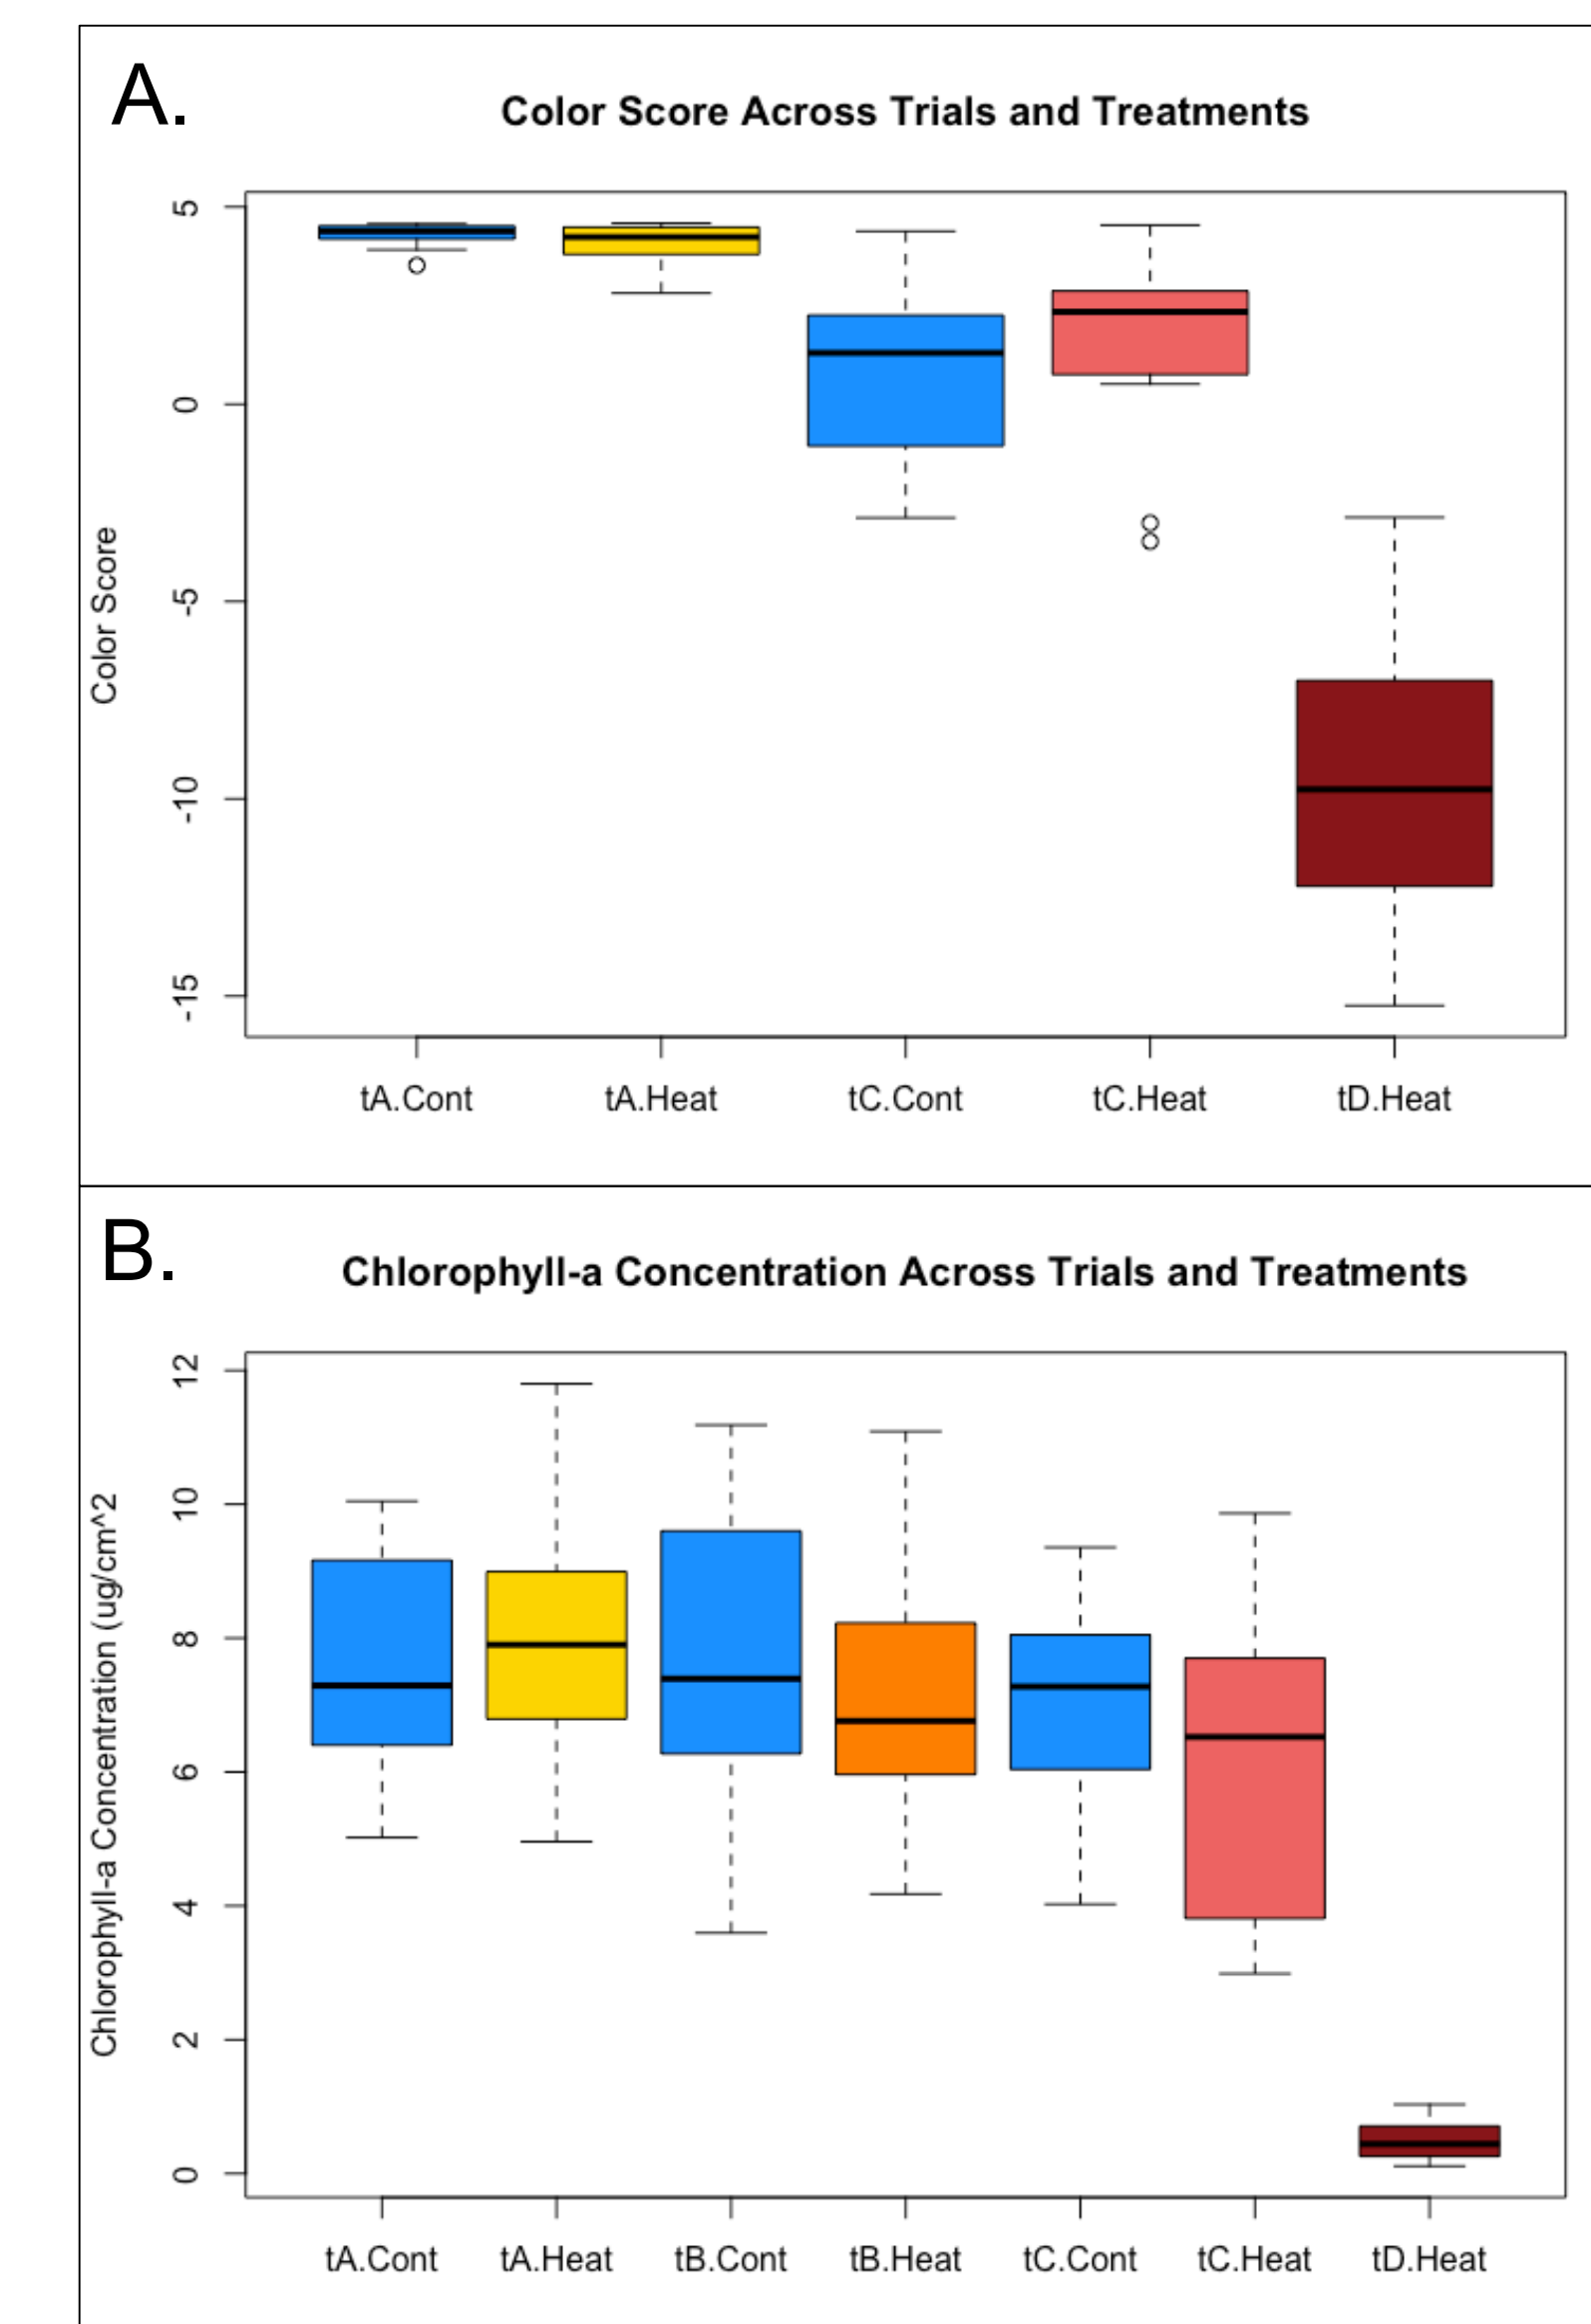 A.
Color Score Across Trials and Treatments
Color Score
5
0
-5
-10
-15
tA.Cont tA.Heat tC.Cont tC.Heat tD.Heat
B.
Chlorophyll-a Concentration Across Trials and Treatments
Chlorophyll-a Concentration (ug/cm^2
12
10
8
6
4
2
0
tA.Cont tA.Heat tB.Cont tB.Heat tC.Cont tC.Heat tD.Heat